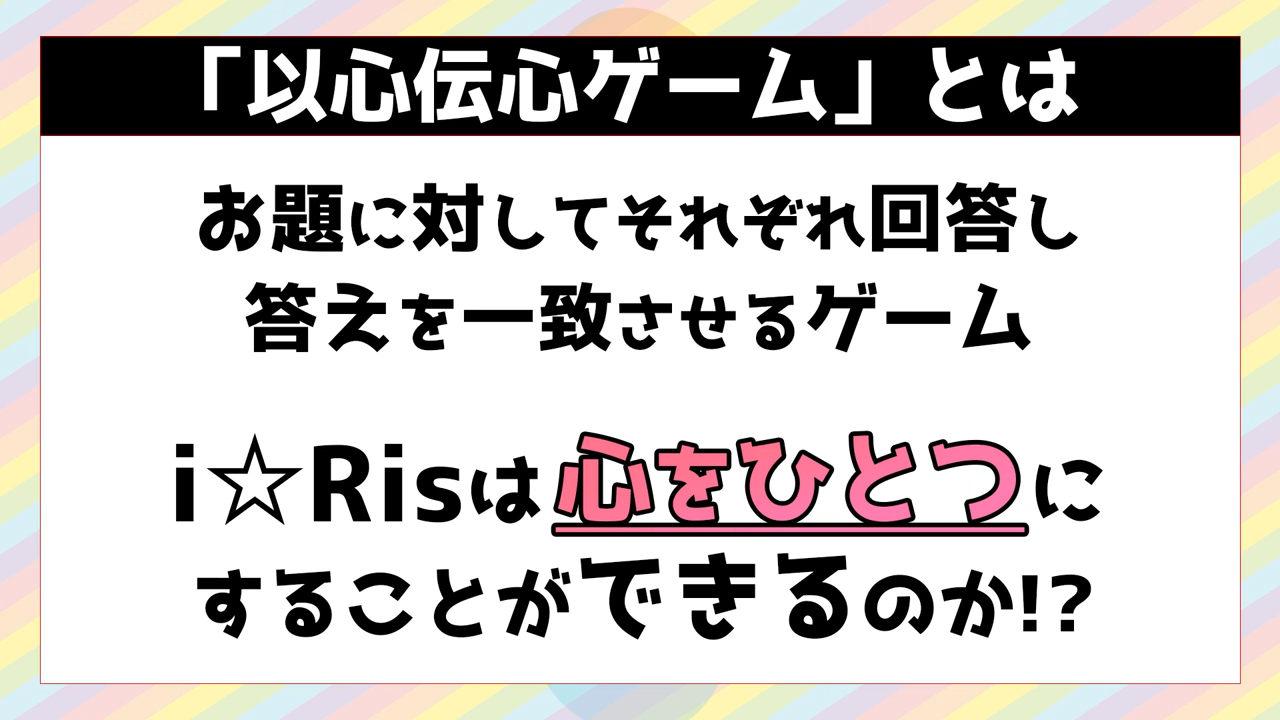 「以心伝心ゲーム」とは
お題に対してそれぞれ回答し
答えを一致させるゲーム
i☆Risは心をひとつに
することができるのか!?